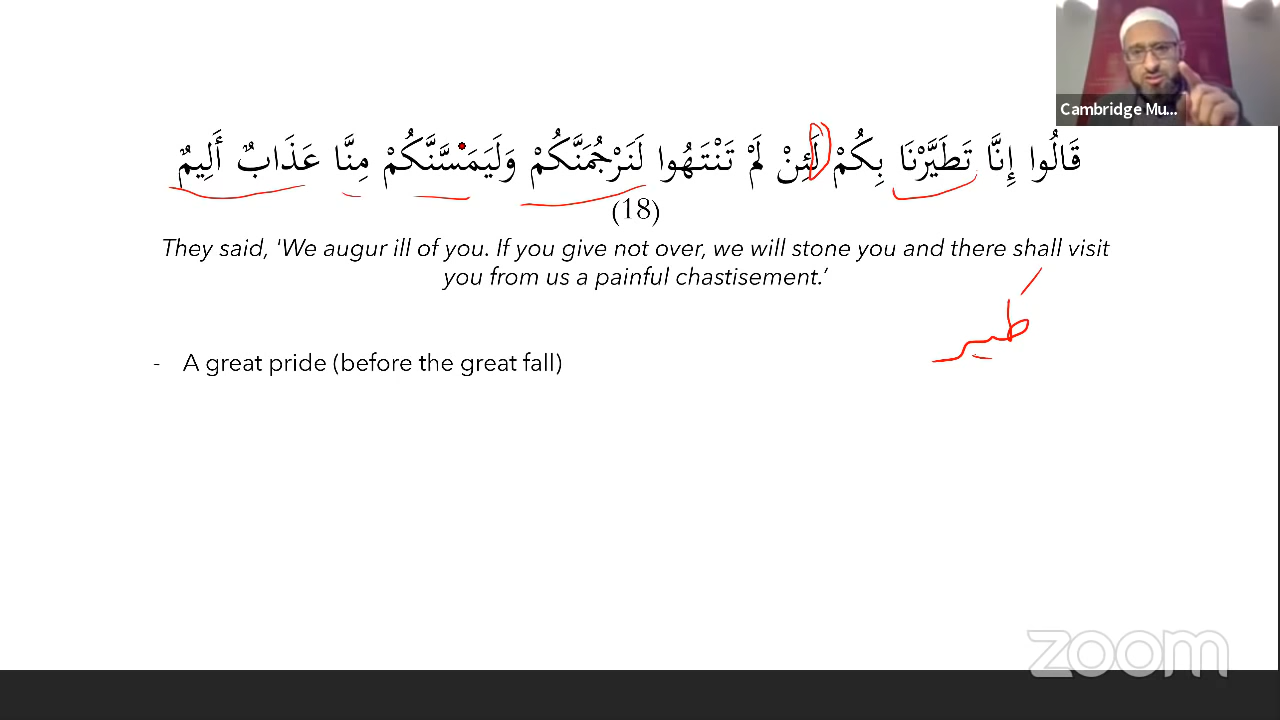 Cambridge Mu...
قَالُوا إِنَّا تَطَيَّرْنَا بِكُمْ لَئِنْ لَمْ تَنْتَهُوا لَنَرْجُمَنَّكُمْ وَلَيَمَسَّنَّكُمْ مِنَّا عَذَابٌ أَلِيمٌ
(18)
They said, 'We augur ill of you. If you give not over, we will stone you and there shall visit
you from us a painful chastisement.’
طير
- A great pride (before the great fall)
zoom